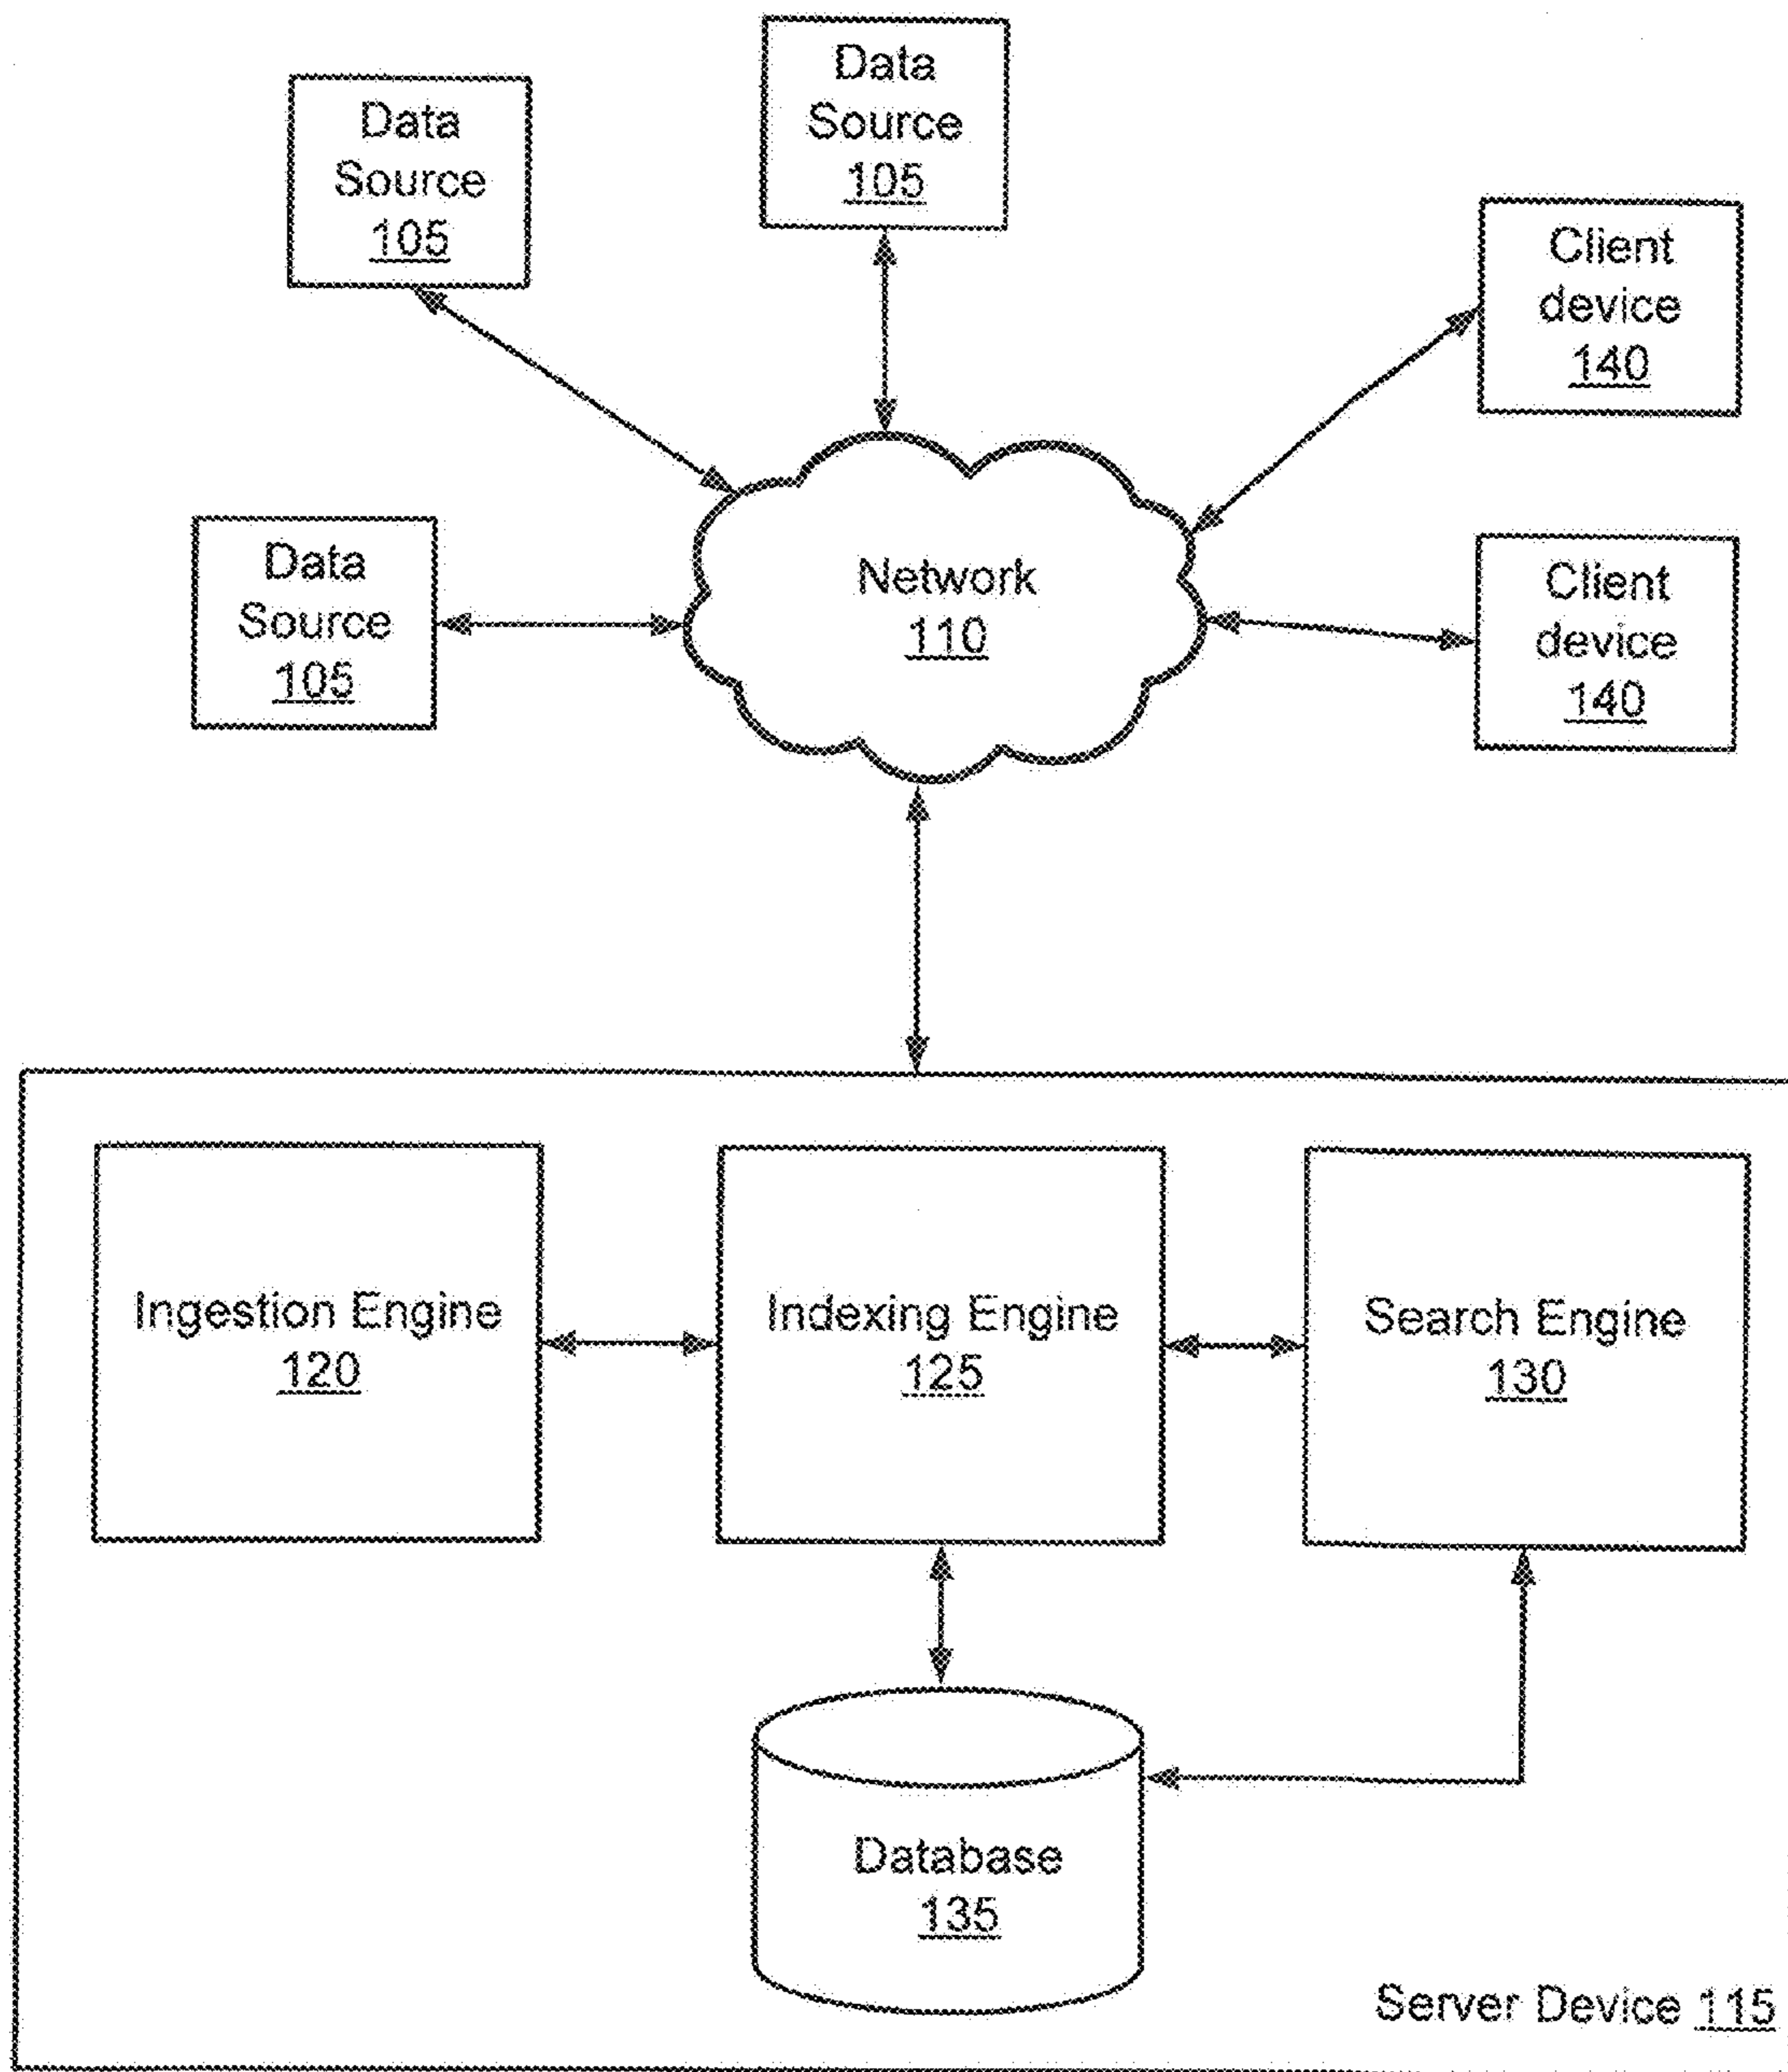 Data
Source
105
Data
Source
105
Client
device
140
Data
Source
105
Network
110
Client
device
140
Ingestion Engine
120
Indexing Engine
125
Search Engine
130
Database
135
Server Device 115